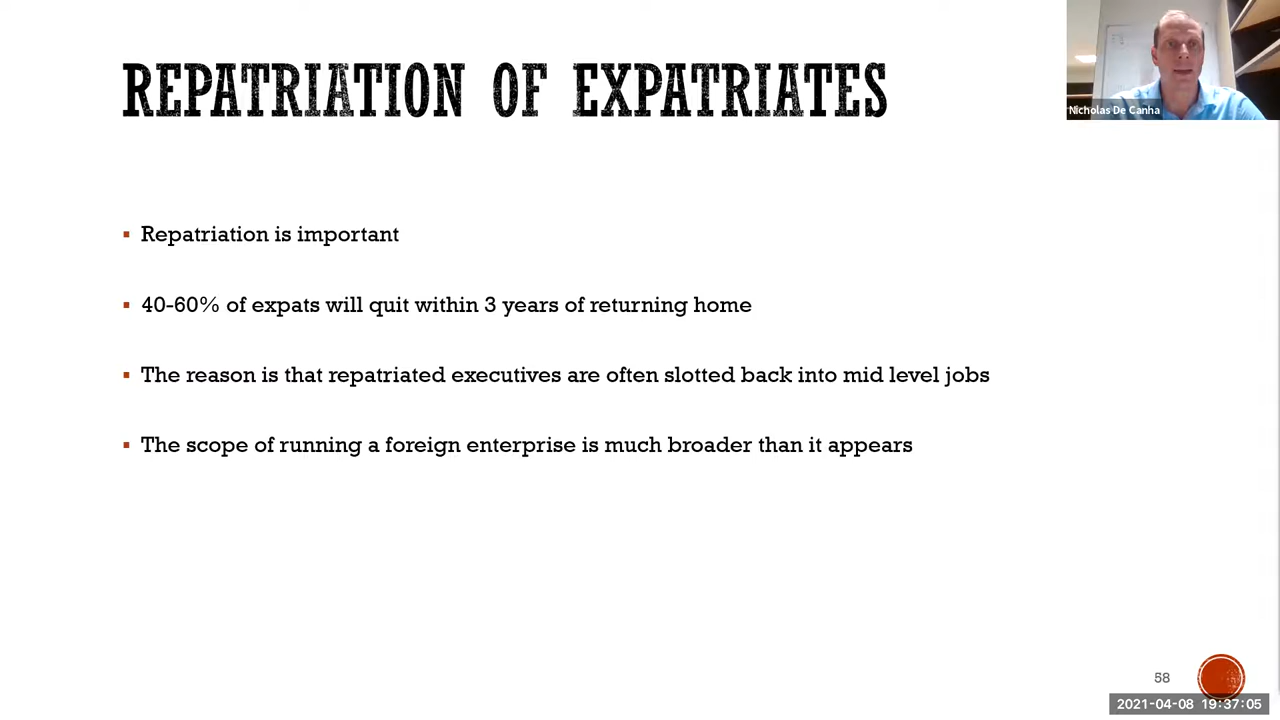 REPATRIATION OF EXPATRIATES
Nicholas De Canha
▪ Repatriation is important
▪ 40-60% of expats will quit within 3 years of returning home
▪ The reason is that repatriated executives are often slotted back into mid level jobs
▪ The scope of running a foreign enterprise is much broader than it appears
58
2021-04-08 19:37:05